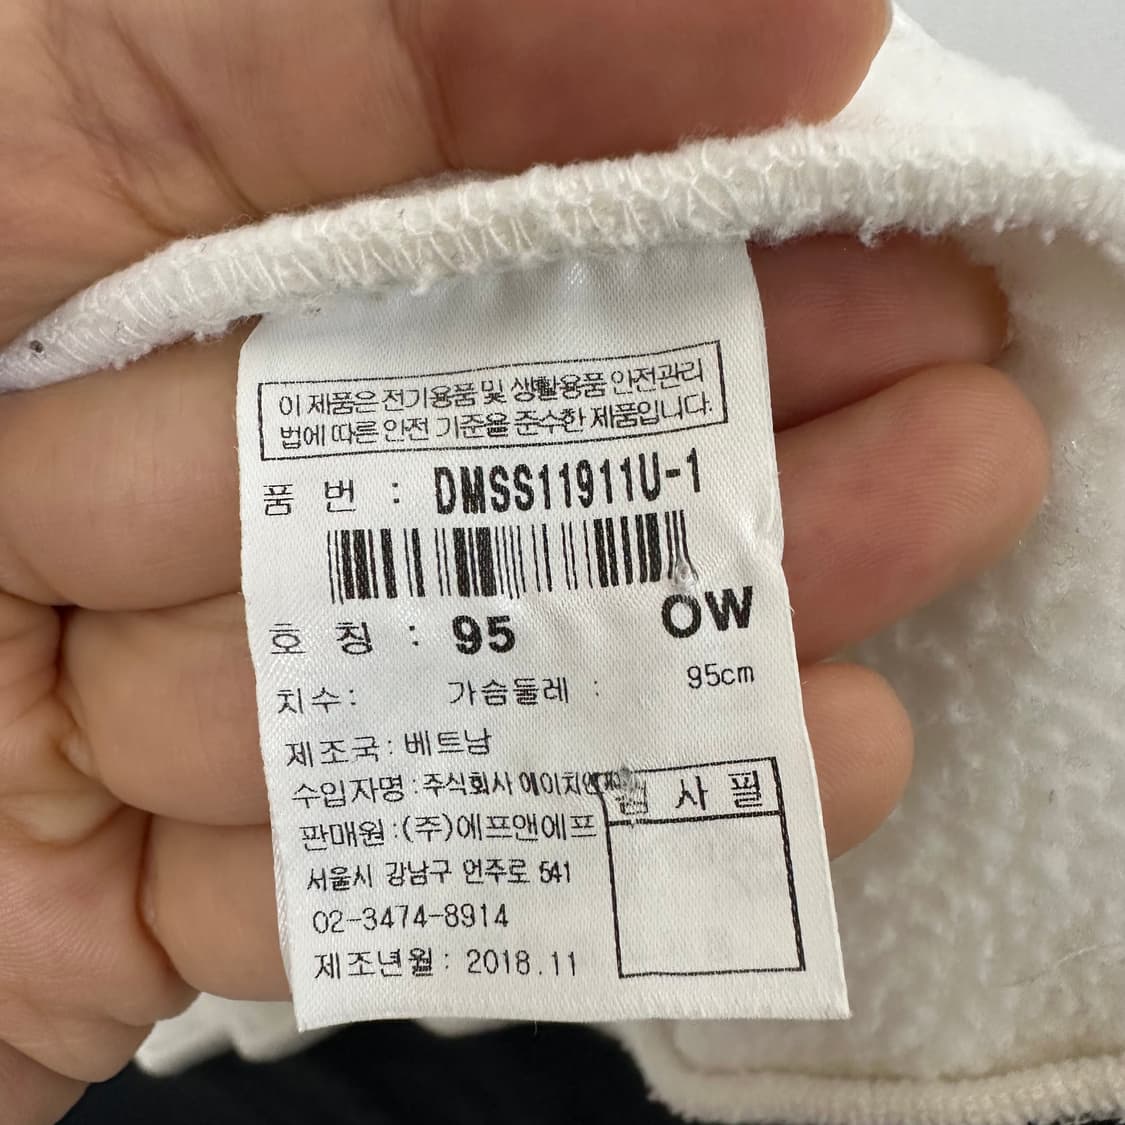 이 제품은 전기용품 및 생활용품 안전관리
법에 따른 안전 기준을 준수한 제품입니다.
품 번 : DMSS11911U-1
호 칭 : 95 OW
치수: 가슴둘레 : 95cm
제조국: 베트남
수입자명 : 주식회사
판매원 :(주)에프앤에프
서울시 강남구 언주로 541
02-3474-8914
제조년월 : 2018.11
검 사 필